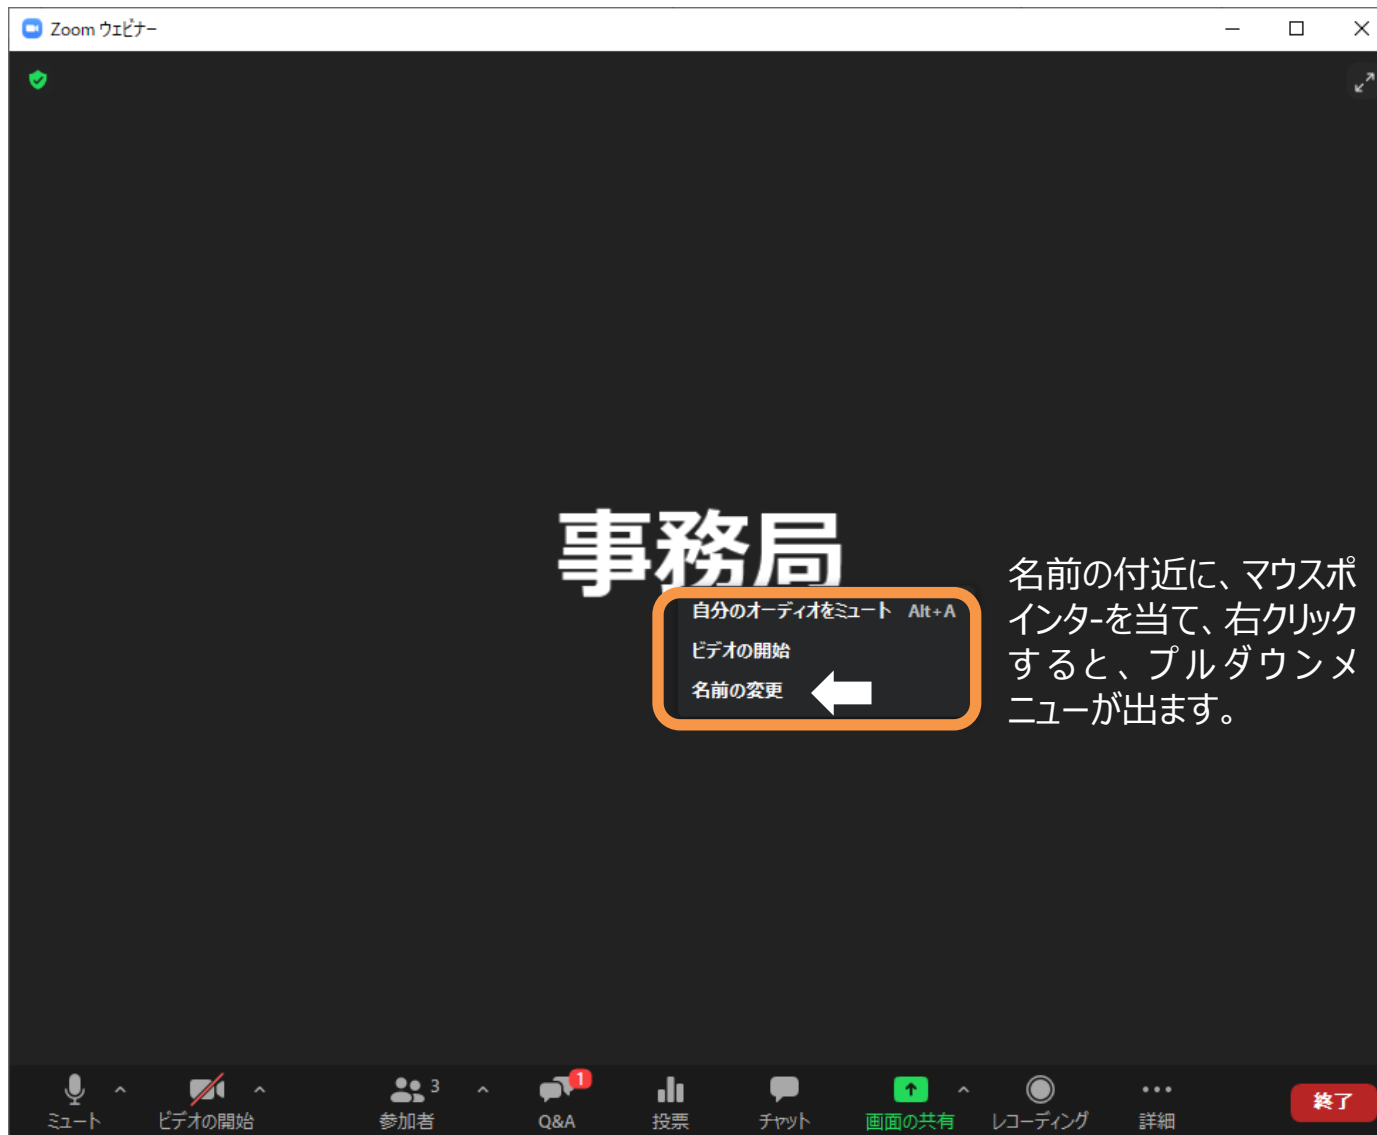 Zoom ウェビナー
事務局
自分のオーディオをミュート Alt+A
ビデオの開始
名前の変更
名前の付近に、マウスポ
インタ-を当て、右クリック
すると、プルダウンメ
ニューが出ます。
ミュート ビデオの開始 3 参加者 1 Q&A 投票 チャット 画面の共有 レコーディング 詳細 終了